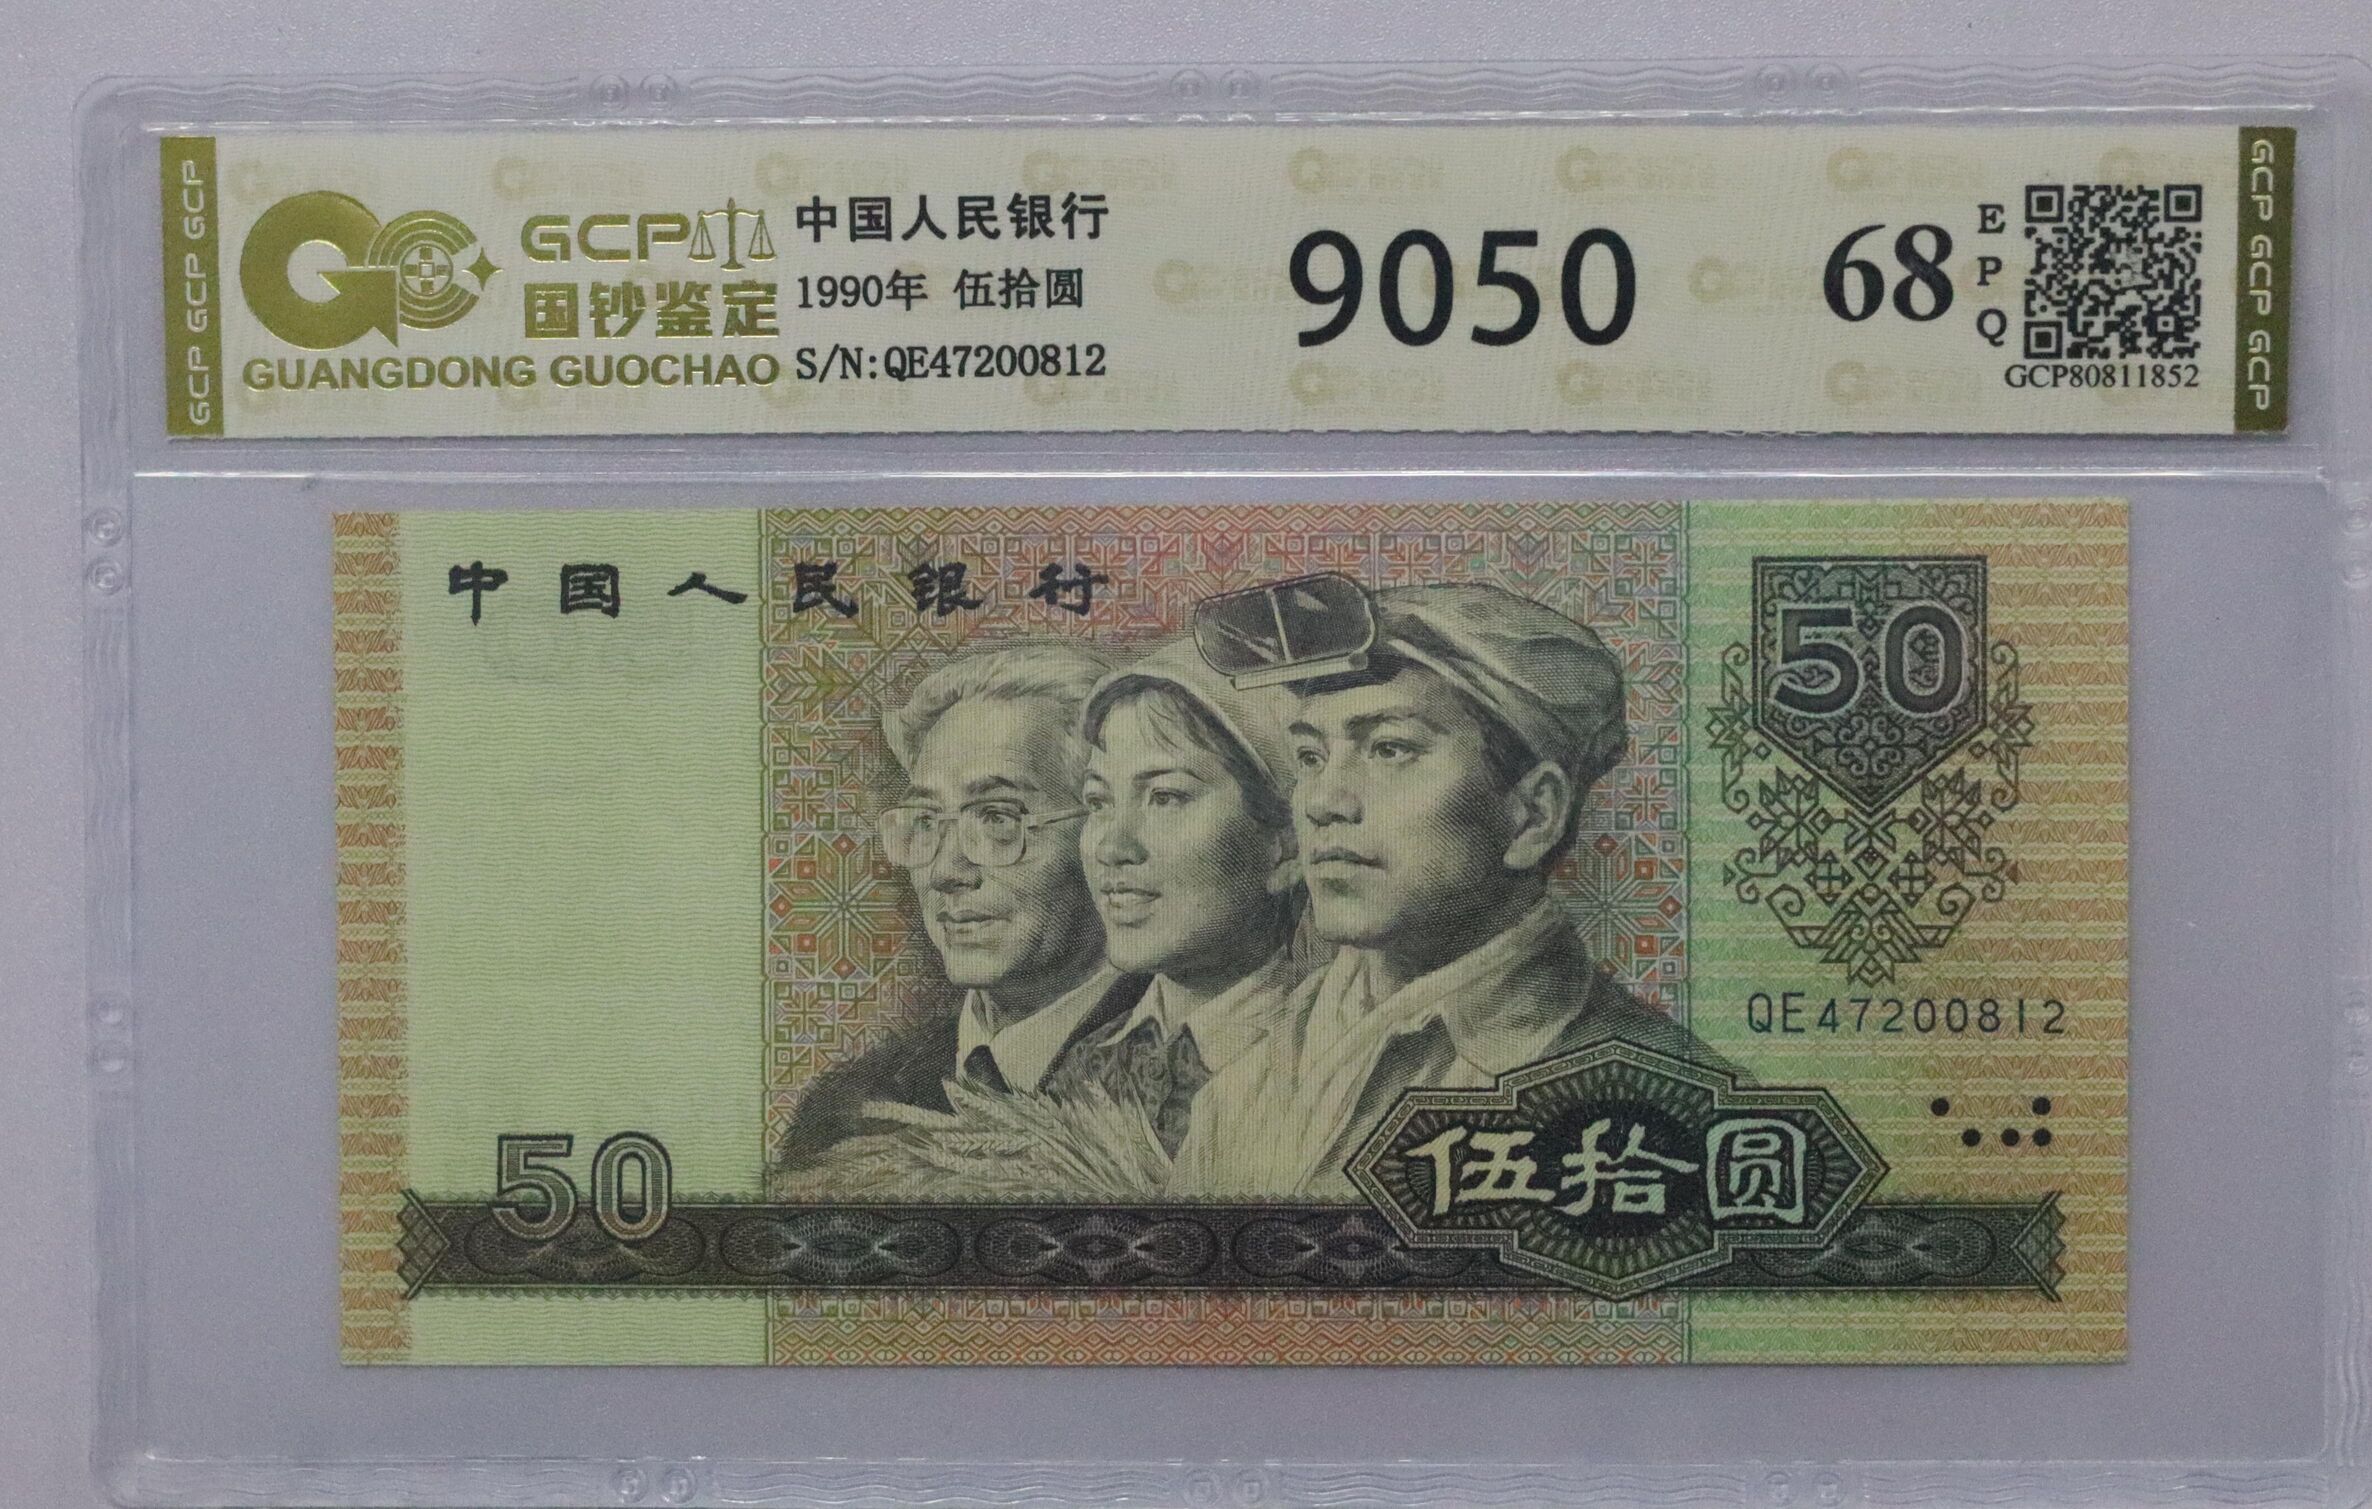 GCP GCP GCP
GCP
国钞鉴定
GUANGDONG GUOCHAO
中国人民银行
1990年 伍拾圆
S/N:QE47200812
9050
68
EPQ
GCP80811852
GCP GCP GCP
中国人民银行
50
QE47200812
50
伍拾圆